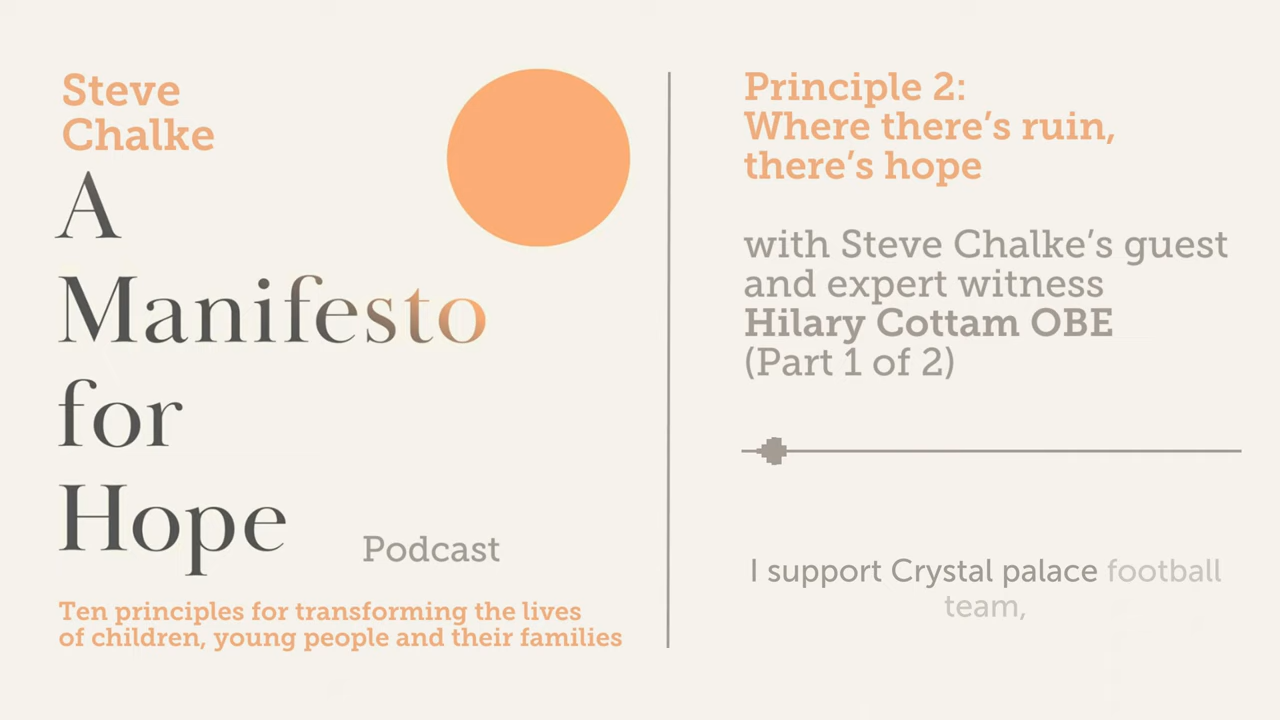 Steve
Chalke
A
Manifesto
for
Hope
Podcast
Ten principles for transforming the lives
of children, young people and their families
Principle 2:
Where there’s ruin,
there’s hope
with Steve Chalke’s guest
and expert witness
Hilary Cottam OBE
(Part 1 of 2)
I support Crystal palace football
team,